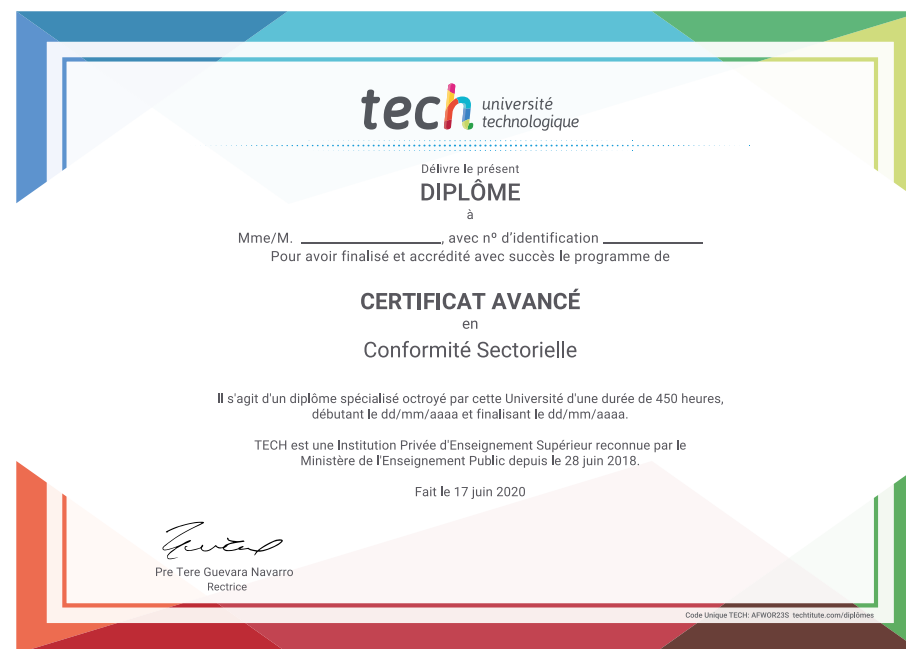 tech université
technologique
Délivre le présent
DIPLÔME
à
Mme/M. ____________________, avec nº d'identification ______________
Pour avoir finalisé et accrédité avec succès le programme de
CERTIFICAT AVANCÉ
en
Conformité Sectorielle
Il s'agit d'un diplôme spécialisé octroyé par cette Université d'une durée de 450 heures,
débutant le dd/mm/aaaa et finalisant le dd/mm/aaaa.
TECH est une Institution Privée d'Enseignement Supérieur reconnue par le
Ministère de l'Enseignement Public depuis le 28 juin 2018.
Fait le 17 juin 2020
Pre Tere Guevara Navarro
Rectrice
Code Unique TECH: AFWOR23S techtitute.com/diplômes